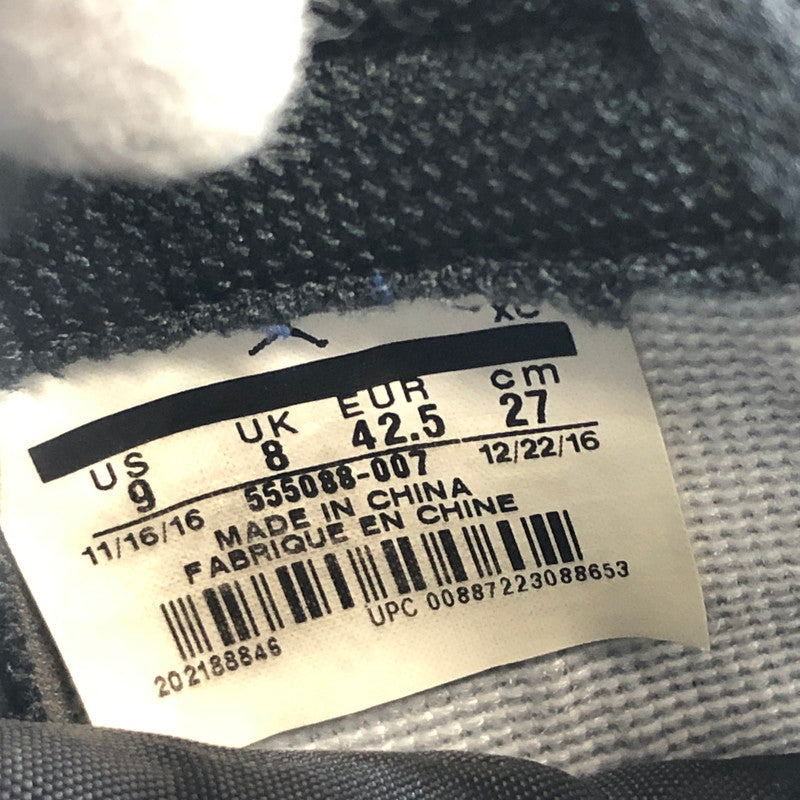 XC
US UK EUR cm
9 8 42.5 27
11/16/16 555088-007 12/22/16
MADE IN CHINA
FABRIQUE EN CHINE
UPC 00887223088653
202188846